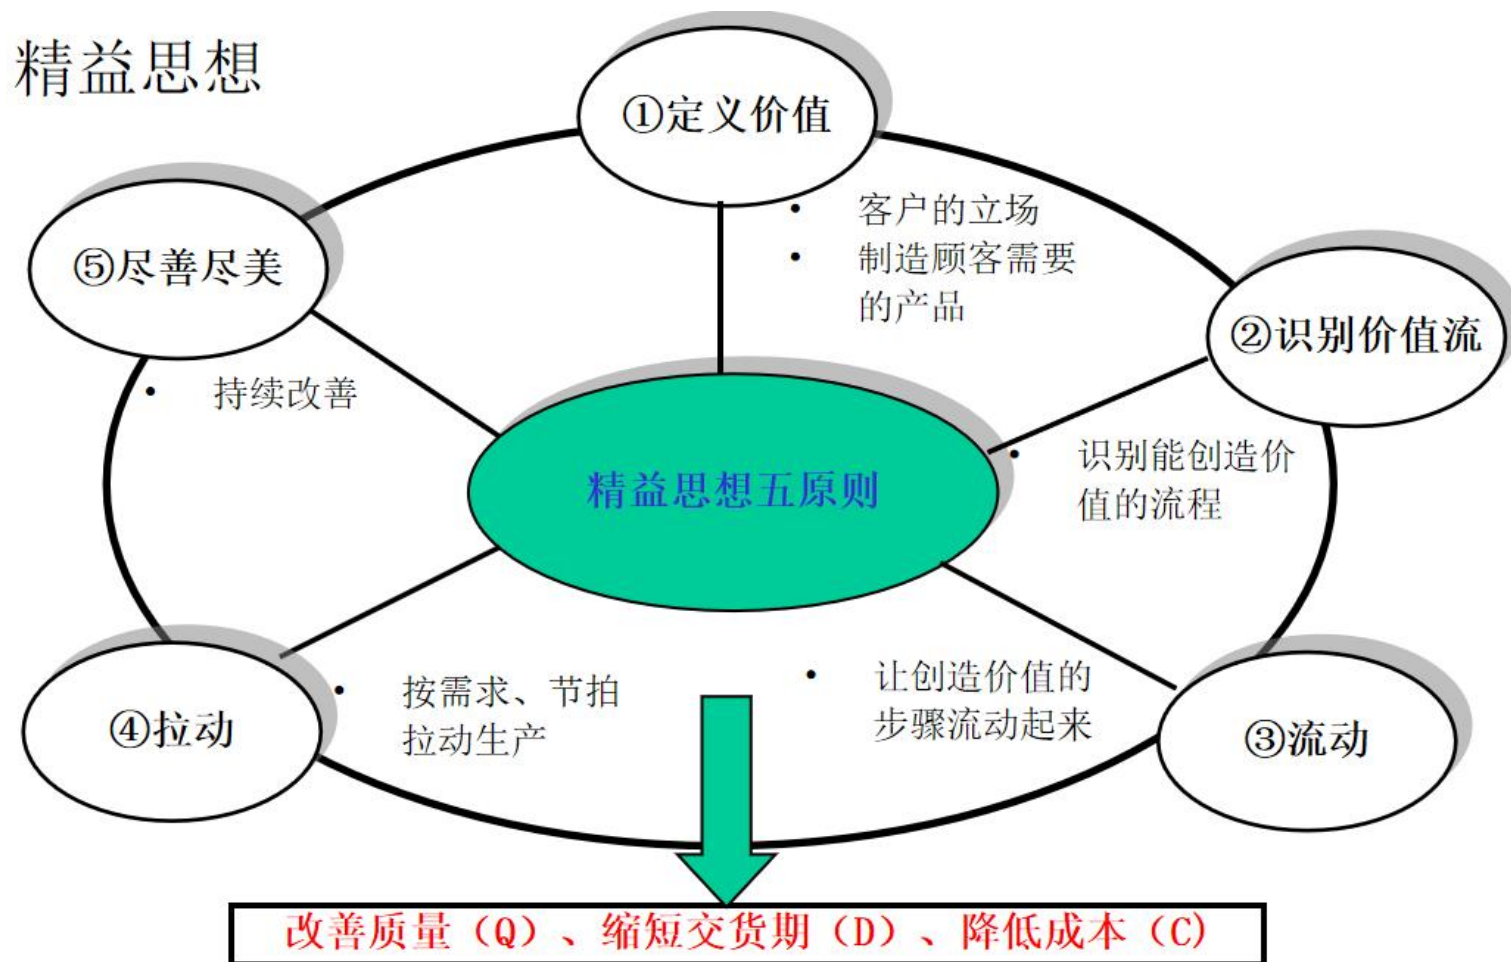 精益思想
①定义价值
• 客户的立场
• 制造顾客需要
的产品
②识别价值流
• 识别能创造价
值的流程
③流动
• 让创造价值的
步骤流动起来
④拉动
• 按需求、节拍
拉动生产
⑤尽善尽美
• 持续改善
精益思想五原则
改善质量（Q）、缩短交货期（D）、降低成本（C)